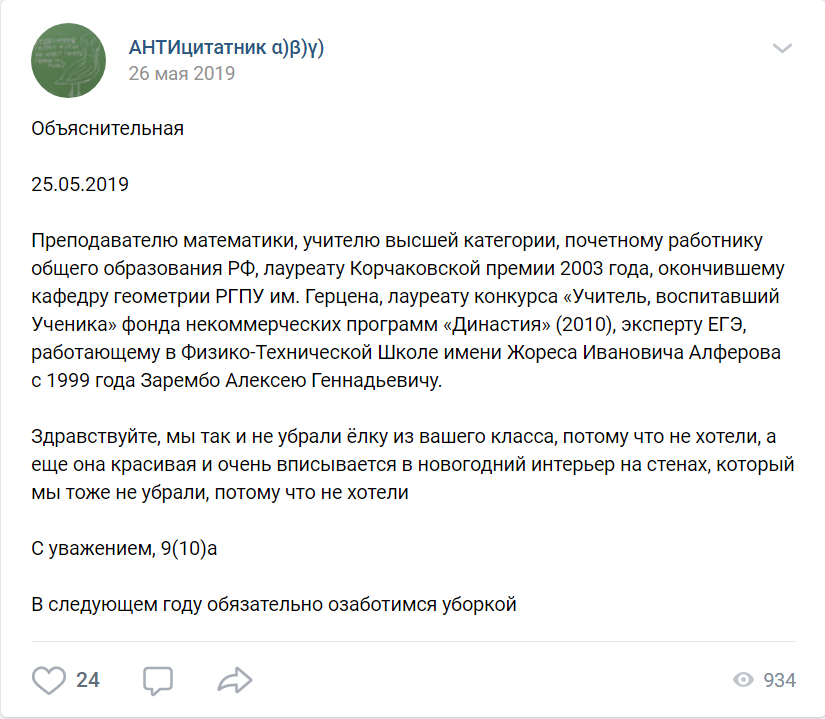 АНТИцитатник α)β)γ)
26 мая 2019
Объяснительная
25.05.2019
Преподавателю математики, учителю высшей категории, почетному работнику
общего образования РФ, лауреату Корчаковской премии 2003 года, окончившему
кафедру геометрии РГПУ им. Герцена, лауреату конкурса «Учитель, воспитавший
Ученика» фонда некоммерческих программ «Династия» (2010), эксперту ЕГЭ,
работающему в Физико-Технической Школе имени Жореса Ивановича Алферова
с 1999 года Зарембо Алексею Геннадьевичу.
Здравствуйте, мы так и не убрали ёлку из вашего класса, потому что не хотели, а
еще она красивая и очень вписывается в новогодний интерьер на стенах, который
мы тоже не убрали, потому что не хотели
С уважением, 9(10)а
В следующем году обязательно озаботимся уборкой
24
934